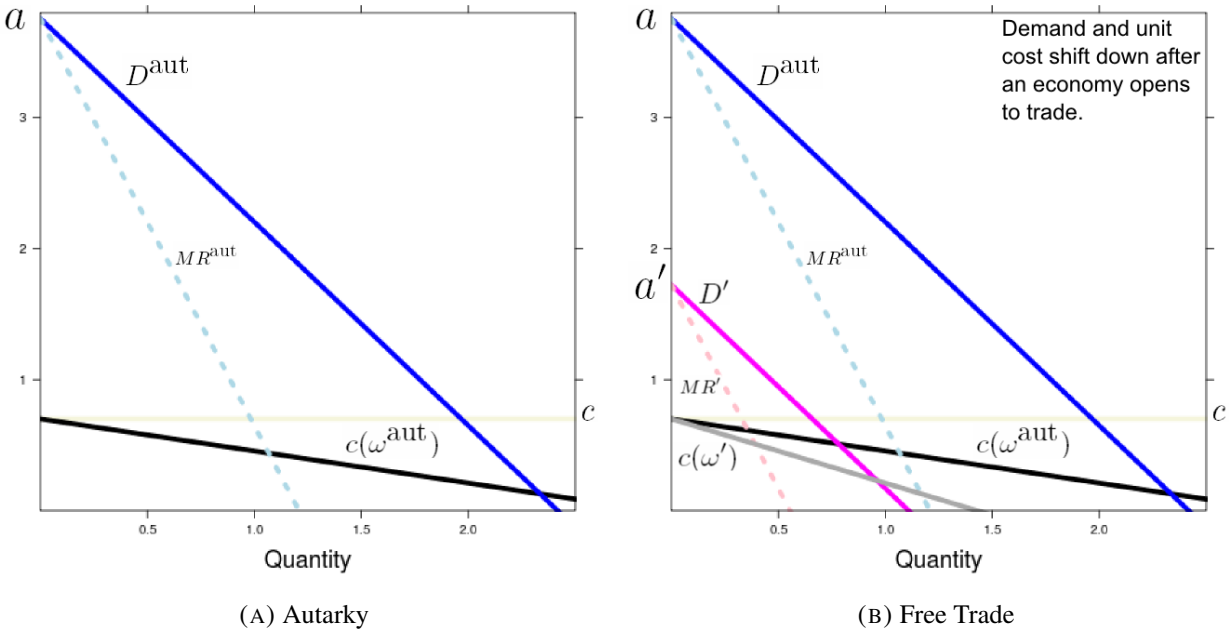 a
D^aut
3
MR^aut
2
1
c
c(ω^aut)
0.5
1.0
1.5
2.0
Quantity
(A) Autarky
a
Demand and unit
cost shift down after
an economy opens
to trade.
D^aut
3
MR^aut
2
a′
D′
1
MR′
c
c(ω^aut)
c(ω′)
0.5
1.0
1.5
2.0
Quantity
(B) Free Trade